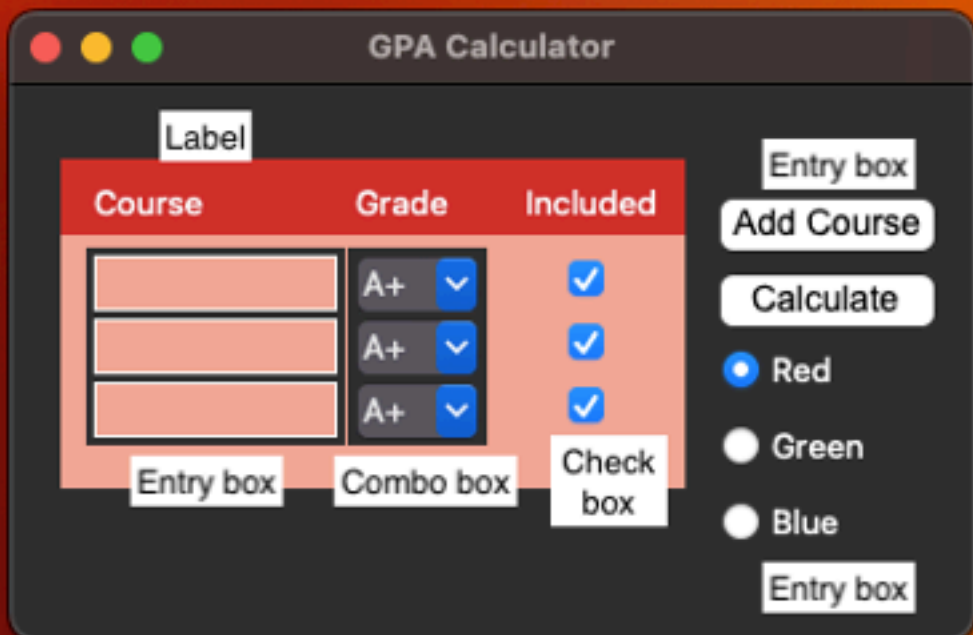 GPA Calculator
Label
Entry box
Course Grade Included
Add Course
A+
Calculate
A+
Red
A+
Green
Entry box Combo box Check
box
Blue
Entry box